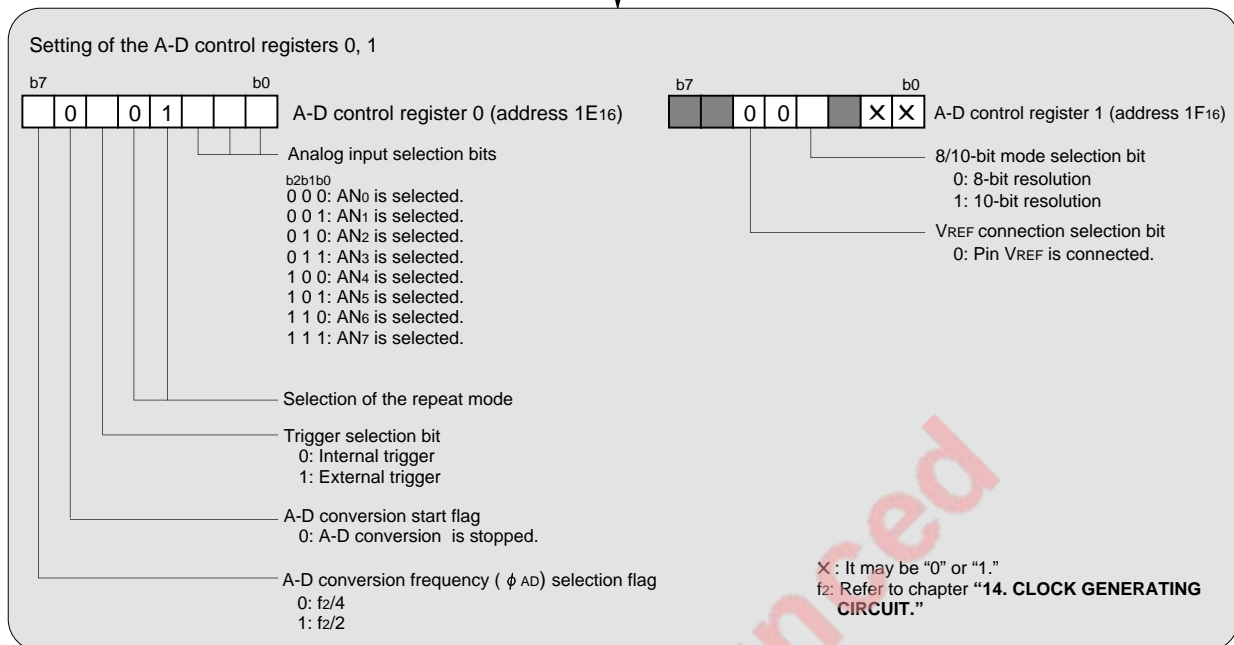 Setting of the A-D control registers 0, 1
b7 b0
0 0 1 A-D control register 0 (address 1E16)
Analog input selection bits
b2b1b0
0 0 0: AN0 is selected.
0 0 1: AN1 is selected.
0 1 0: AN2 is selected.
0 1 1: AN3 is selected.
1 0 0: AN4 is selected.
1 0 1: AN5 is selected.
1 1 0: AN6 is selected.
1 1 1: AN7 is selected.
Selection of the repeat mode
Trigger selection bit
0: Internal trigger
1: External trigger
A-D conversion start flag
0: A-D conversion is stopped.
A-D conversion frequency ( ϕ AD) selection flag
0: f2/4
1: f2/2
b7 b0
0 0 ✕ ✕ A-D control register 1 (address 1F16)
8/10-bit mode selection bit
0: 8-bit resolution
1: 10-bit resolution
VREF connection selection bit
0: Pin VREF is connected.
✕ : It may be “0” or “1.”
f2: Refer to chapter “14. CLOCK GENERATING
CIRCUIT.”